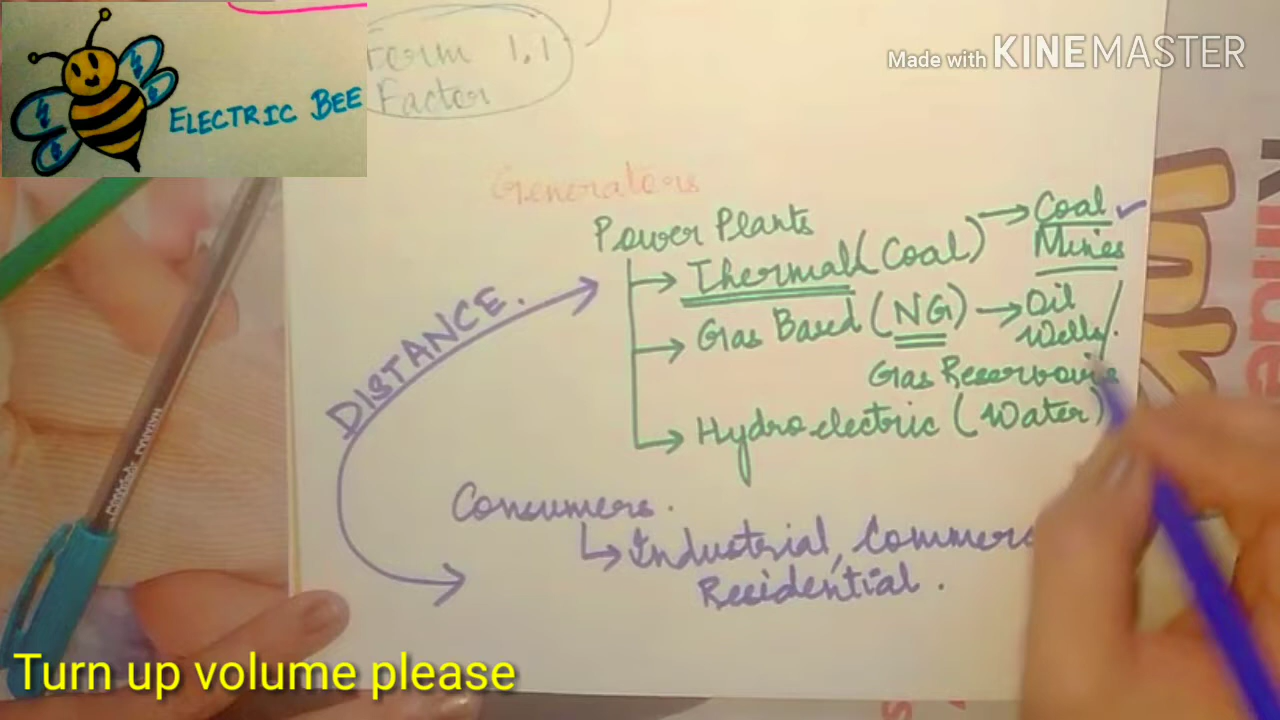 Made with KINEMASTER
ELECTRIC BEE
Form 1.1
Factor
Generators
Power Plants
Thermal (Coal) → Coal
Mines
Gas Based (NG) → Oil
Wells
Gas Reservoirs
Hydroelectric (Water)
DISTANCE.
Consumers.
Industrial, Commerc
Residential.
Kinde
Turn up volume please